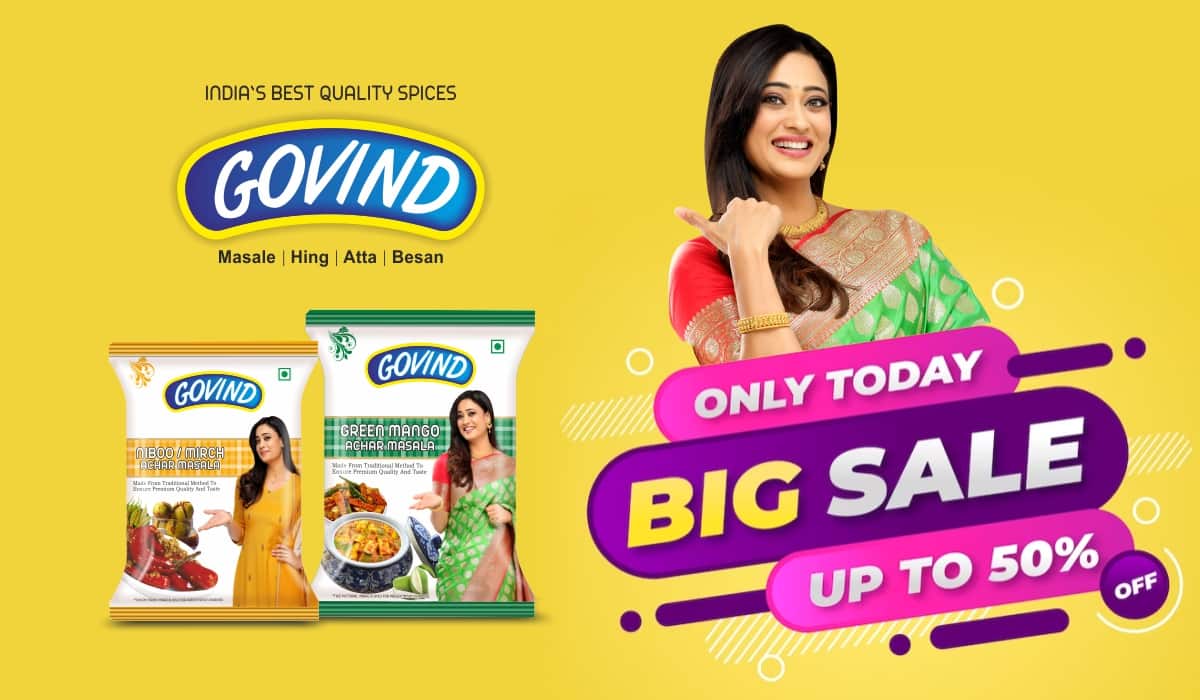 INDIA'S BEST QUALITY SPICES
GOVIND
Masale | Hing | Atta | Besan
GOVIND
NIBOO / MIRCH
ACHAR MASALA
Made From Traditional Method To
Ensure Premium Quality And Taste
GOVIND
GREEN MANGO
ACHAR MASALA
Made From Traditional Method To
Ensure Premium Quality And Taste
ONLY TODAY
BIG SALE
UP TO 50%
OFF